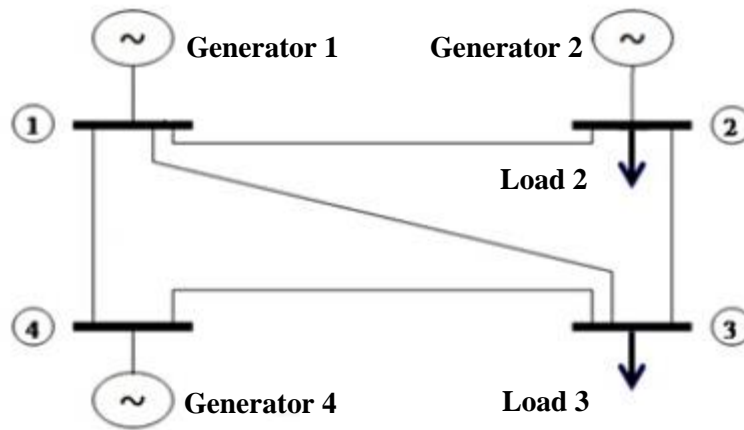 ~ Generator 1 Generator 2 ~
1 2
Load 2
4 3
~ Generator 4 Load 3